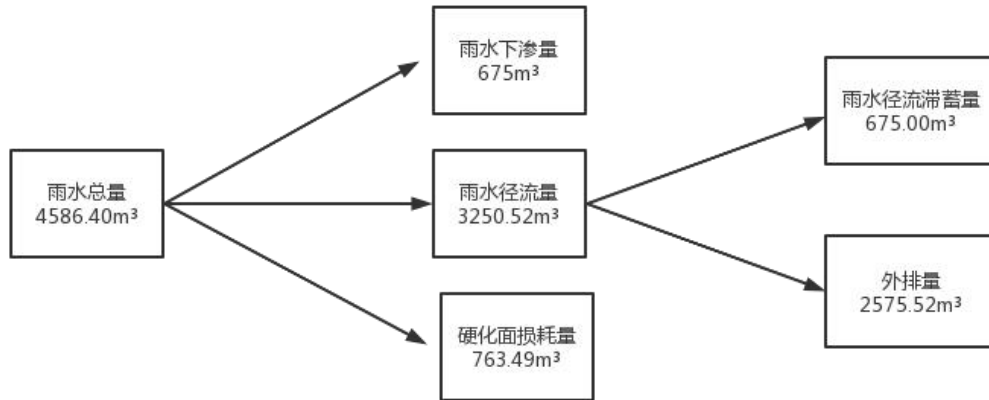 雨水下渗量
675m³
雨水径流滞蓄量
675.00m³
雨水总量
4586.40m³
雨水径流量
3250.52m³
外排量
2575.52m³
硬化面损耗量
763.49m³